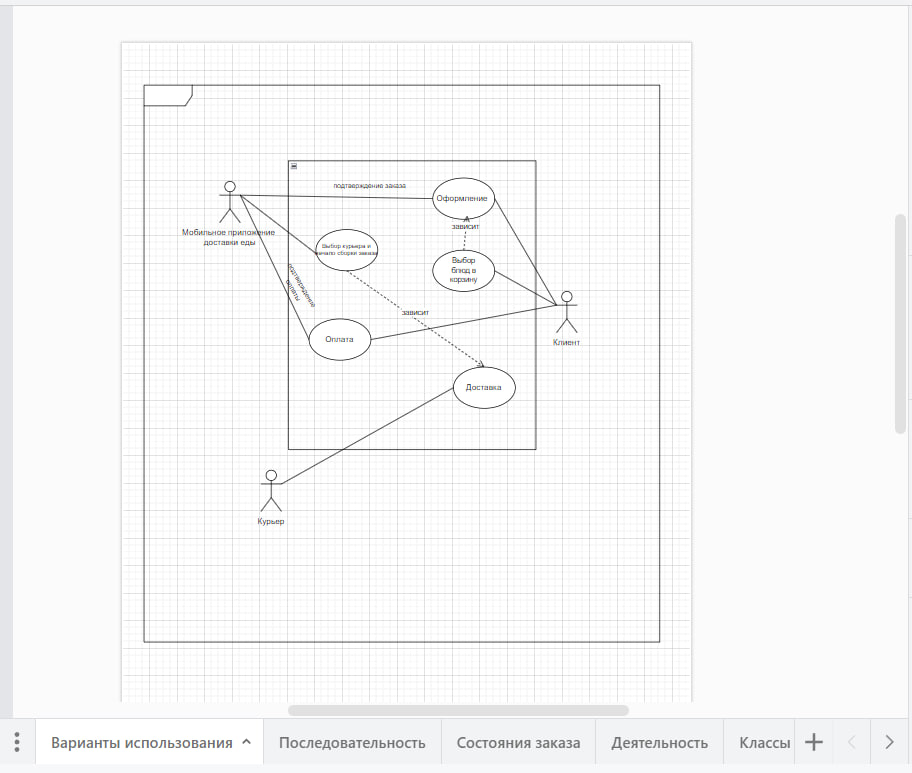 подтверждение заказа
Оформление
Мобильное приложение
доставки еды
зависит
Выбор курьера и
начало сборки заказа
Выбор
блюд в
корзину
подтверждение
оплаты
зависит
Оплата
Клиент
Доставка
Курьер
Варианты использования
Последовательность
Состояния заказа
Деятельность
Классы